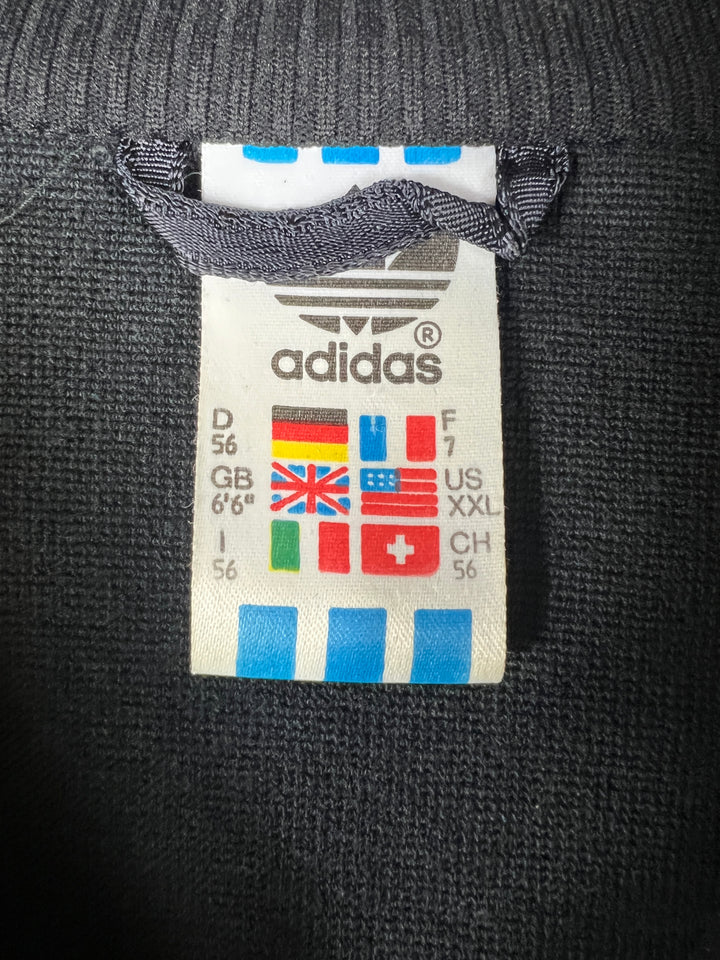 ®
adidas
D F
56 7
GB US
6'6" XXL
I CH
56 56